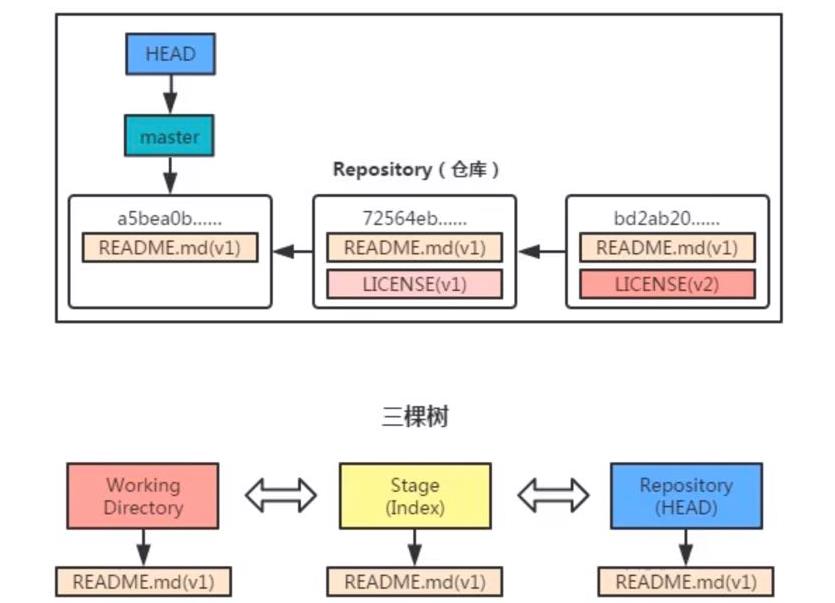 HEAD
master
Repository（仓库）
a5bea0b......
72564eb......
bd2ab20......
README.md(v1)
README.md(v1)
README.md(v1)
LICENSE(v1)
LICENSE(v2)
三棵树
Working
Directory
Stage
(Index)
Repository
(HEAD)
README.md(v1)
README.md(v1)
README.md(v1)